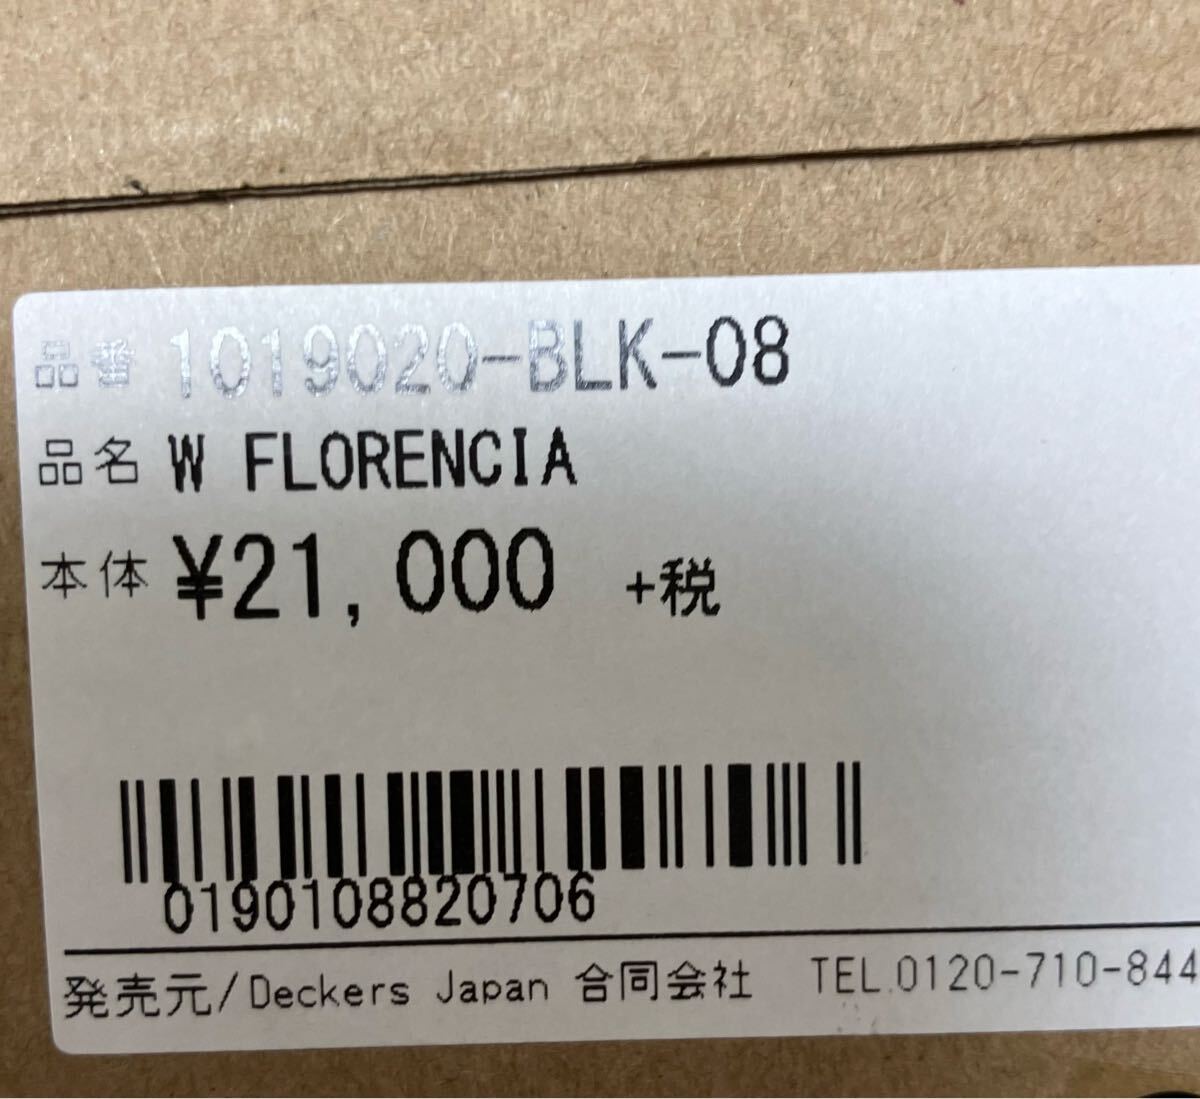 品番 1019020-BLK-08
品名 W FLORENCIA
本体 ¥21,000 +税
0190108820706
発売元/Deckers Japan 合同会社 TEL.0120-710-844